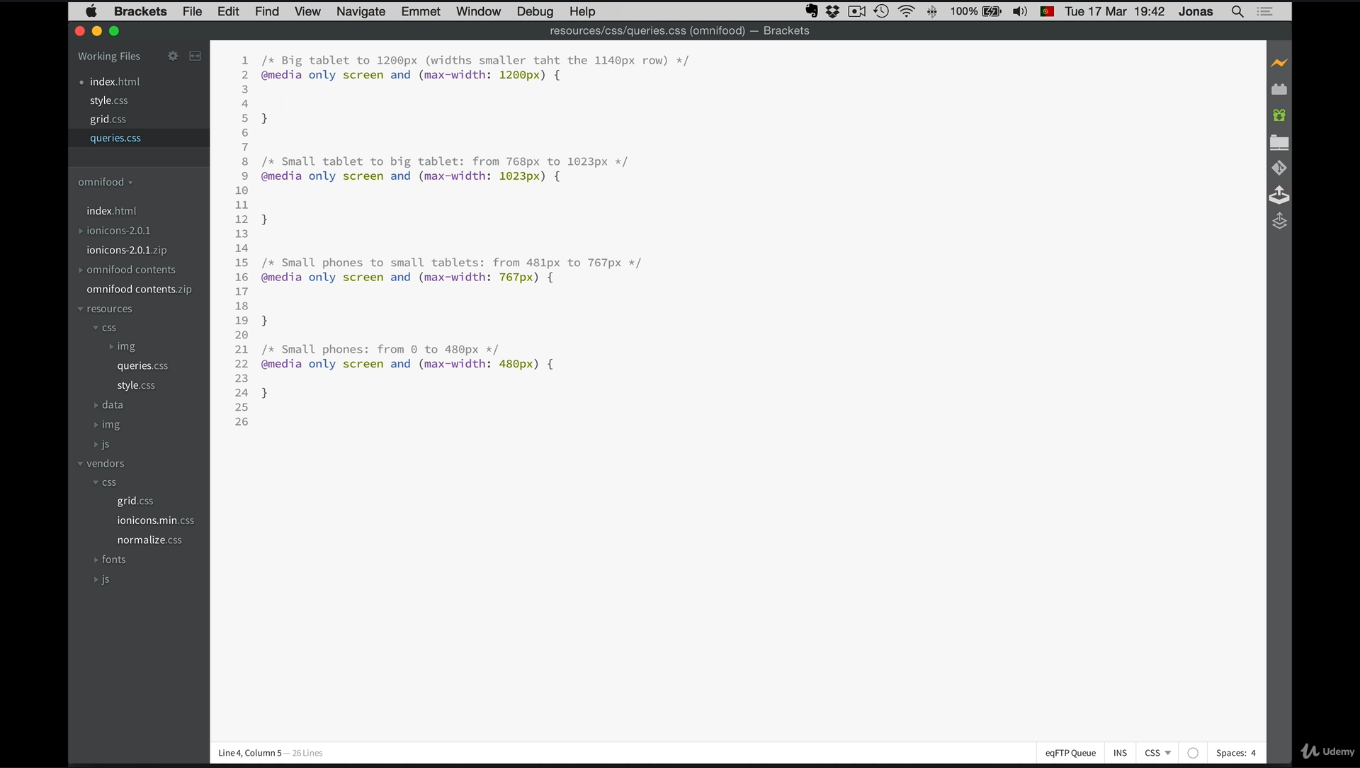 Brackets File Edit Find View Navigate Emmet Window Debug Help 100% Tue 17 Mar 19:42 Jonas
resources/css/queries.css (omnifood) — Brackets
Working Files
index.html
style.css
grid.css
queries.css
omnifood
index.html
ionicons-2.0.1
ionicons-2.0.1.zip
omnifood contents
omnifood contents.zip
resources
css
img
queries.css
style.css
data
img
js
vendors
css
grid.css
ionicons.min.css
normalize.css
fonts
js
1 /* Big tablet to 1200px (widths smaller taht the 1140px row) */
2 @media only screen and (max-width: 1200px) {
3
4
5 }
6
7
8 /* Small tablet to big tablet: from 768px to 1023px */
9 @media only screen and (max-width: 1023px) {
10
11
12 }
13
14
15 /* Small phones to small tablets: from 481px to 767px */
16 @media only screen and (max-width: 767px) {
17
18
19 }
20
21 /* Small phones: from 0 to 480px */
22 @media only screen and (max-width: 480px) {
23
24 }
25
26
Line 4, Column 5 — 26 Lines
eqFTP Queue INS CSS Spaces: 4
Udemy